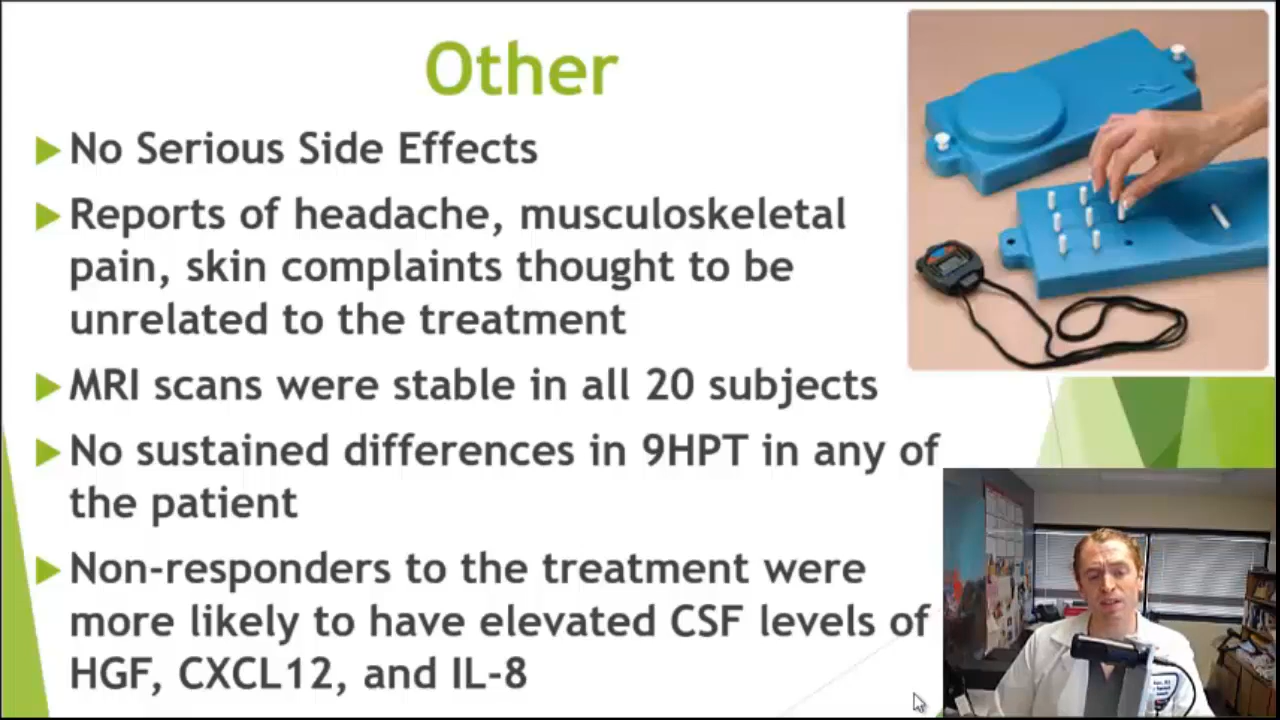 Other
No Serious Side Effects
Reports of headache, musculoskeletal
pain, skin complaints thought to be
unrelated to the treatment
MRI scans were stable in all 20 subjects
No sustained differences in 9HPT in any of
the patient
Non-responders to the treatment were
more likely to have elevated CSF levels of
HGF, CXCL12, and IL-8